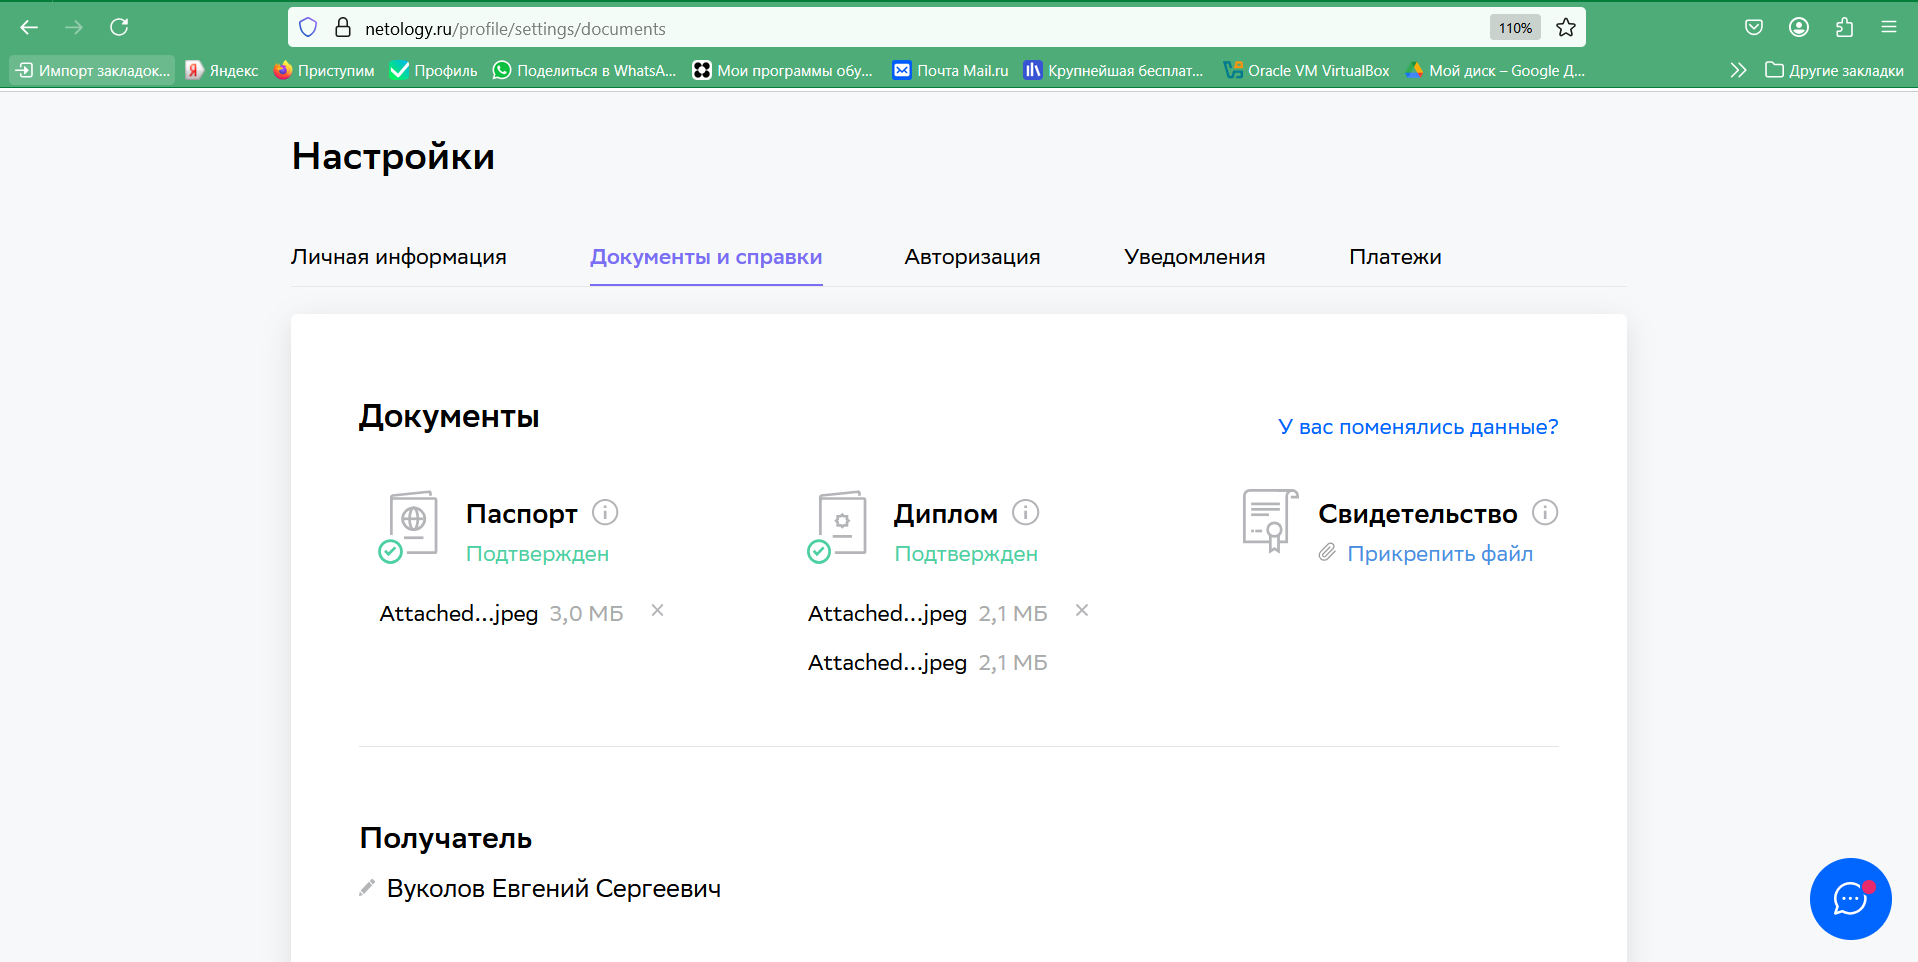 netology.ru/profile/settings/documents
110%
Импорт закладок...
Яндекс
Приступим
Профиль
Поделиться в WhatsA...
Мои программы обу...
Почта Mail.ru
Крупнейшая бесплат...
Oracle VM VirtualBox
Мой диск – Google Д...
Другие закладки
Настройки
Личная информация
Документы и справки
Авторизация
Уведомления
Платежи
Документы
У вас поменялись данные?
Паспорт
Подтвержден
Attached...jpeg 3,0 МБ
Диплом
Подтвержден
Attached...jpeg 2,1 МБ
Attached...jpeg 2,1 МБ
Свидетельство
Прикрепить файл
Получатель
Вуколов Евгений Сергеевич